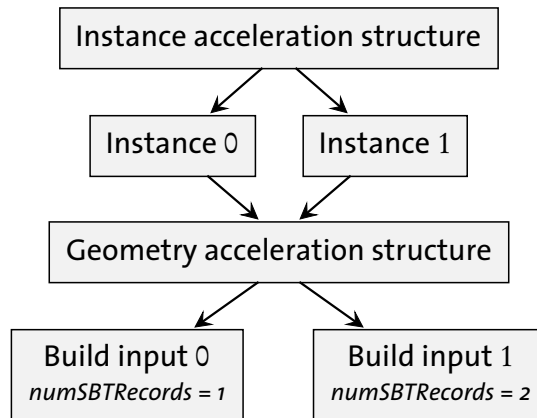 Instance acceleration structure
Instance 0
Instance 1
Geometry acceleration structure
Build input 0
numSBTRecords = 1
Build input 1
numSBTRecords = 2